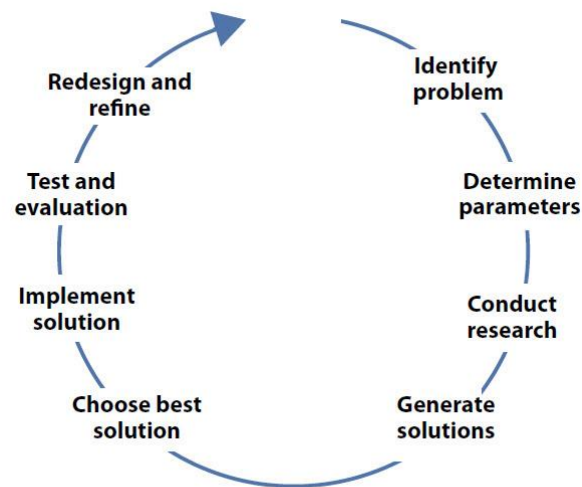 Identify
problem
Determine
parameters
Conduct
research
Generate
solutions
Choose best
solution
Implement
solution
Test and
evaluation
Redesign and
refine